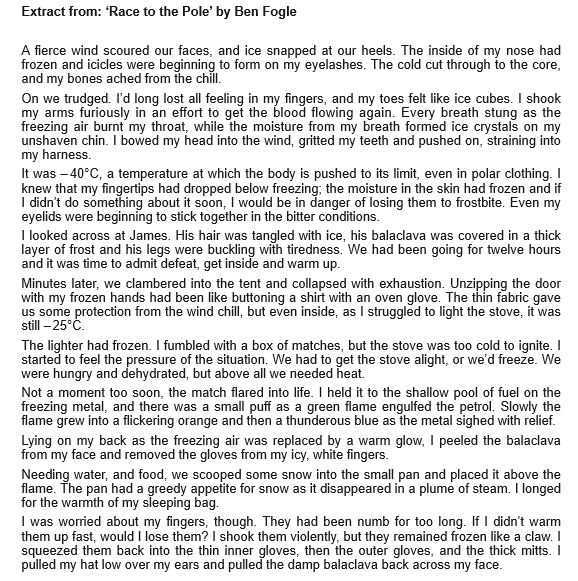 Extract from: ‘Race to the Pole’ by Ben Fogle
A fierce wind scoured our faces, and ice snapped at our heels. The inside of my nose had
frozen and icicles were beginning to form on my eyelashes. The cold cut through to the core,
and my bones ached from the chill.
On we trudged. I’d long lost all feeling in my fingers, and my toes felt like ice cubes. I shook
my arms furiously in an effort to get the blood flowing again. Every breath stung as the
freezing air burnt my throat, while the moisture from my breath formed ice crystals on my
unshaven chin. I bowed my head into the wind, gritted my teeth and pushed on, straining into
my harness.
It was –40°C, a temperature at which the body is pushed to its limit, even in polar clothing. I
knew that my fingertips had dropped below freezing; the moisture in the skin had frozen and if
I didn’t do something about it soon, I would be in danger of losing them to frostbite. Even my
eyelids were beginning to stick together in the bitter conditions.
I looked across at James. His hair was tangled with ice, his balaclava was covered in a thick
layer of frost and his legs were buckling with tiredness. We had been going for twelve hours
and it was time to admit defeat, get inside and warm up.
Minutes later, we clambered into the tent and collapsed with exhaustion. Unzipping the door
with my frozen hands had been like buttoning a shirt with an oven glove. The thin fabric gave
us some protection from the wind chill, but even inside, as I struggled to light the stove, it was
still –25°C.
The lighter had frozen. I fumbled with a box of matches, but the stove was too cold to ignite. I
started to feel the pressure of the situation. We had to get the stove alight, or we’d freeze. We
were hungry and dehydrated, but above all we needed heat.
Not a moment too soon, the match flared into life. I held it to the shallow pool of fuel on the
freezing metal, and there was a small puff as a green flame engulfed the petrol. Slowly the
flame grew into a flickering orange and then a thunderous blue as the metal sighed with relief.
Lying on my back as the freezing air was replaced by a warm glow, I peeled the balaclava
from my face and removed the gloves from my icy, white fingers.
Needing water, and food, we scooped some snow into the small pan and placed it above the
flame. The pan had a greedy appetite for snow as it disappeared in a plume of steam. I longed
for the warmth of my sleeping bag.
I was worried about my fingers, though. They had been numb for too long. If I didn’t warm
them up fast, would I lose them? I shook them violently, but they remained frozen like a claw. I
squeezed them back into the thin inner gloves, then the outer gloves, and the thick mitts. I
pulled my hat low over my ears and pulled the damp balaclava back across my face.